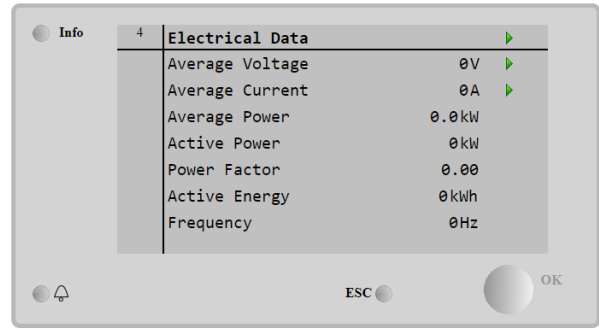 Info
4 Electrical Data
Average Voltage 0V
Average Current 0A
Average Power 0.0kW
Active Power 0kW
Power Factor 0.00
Active Energy 0kWh
Frequency 0Hz
ESC
OK